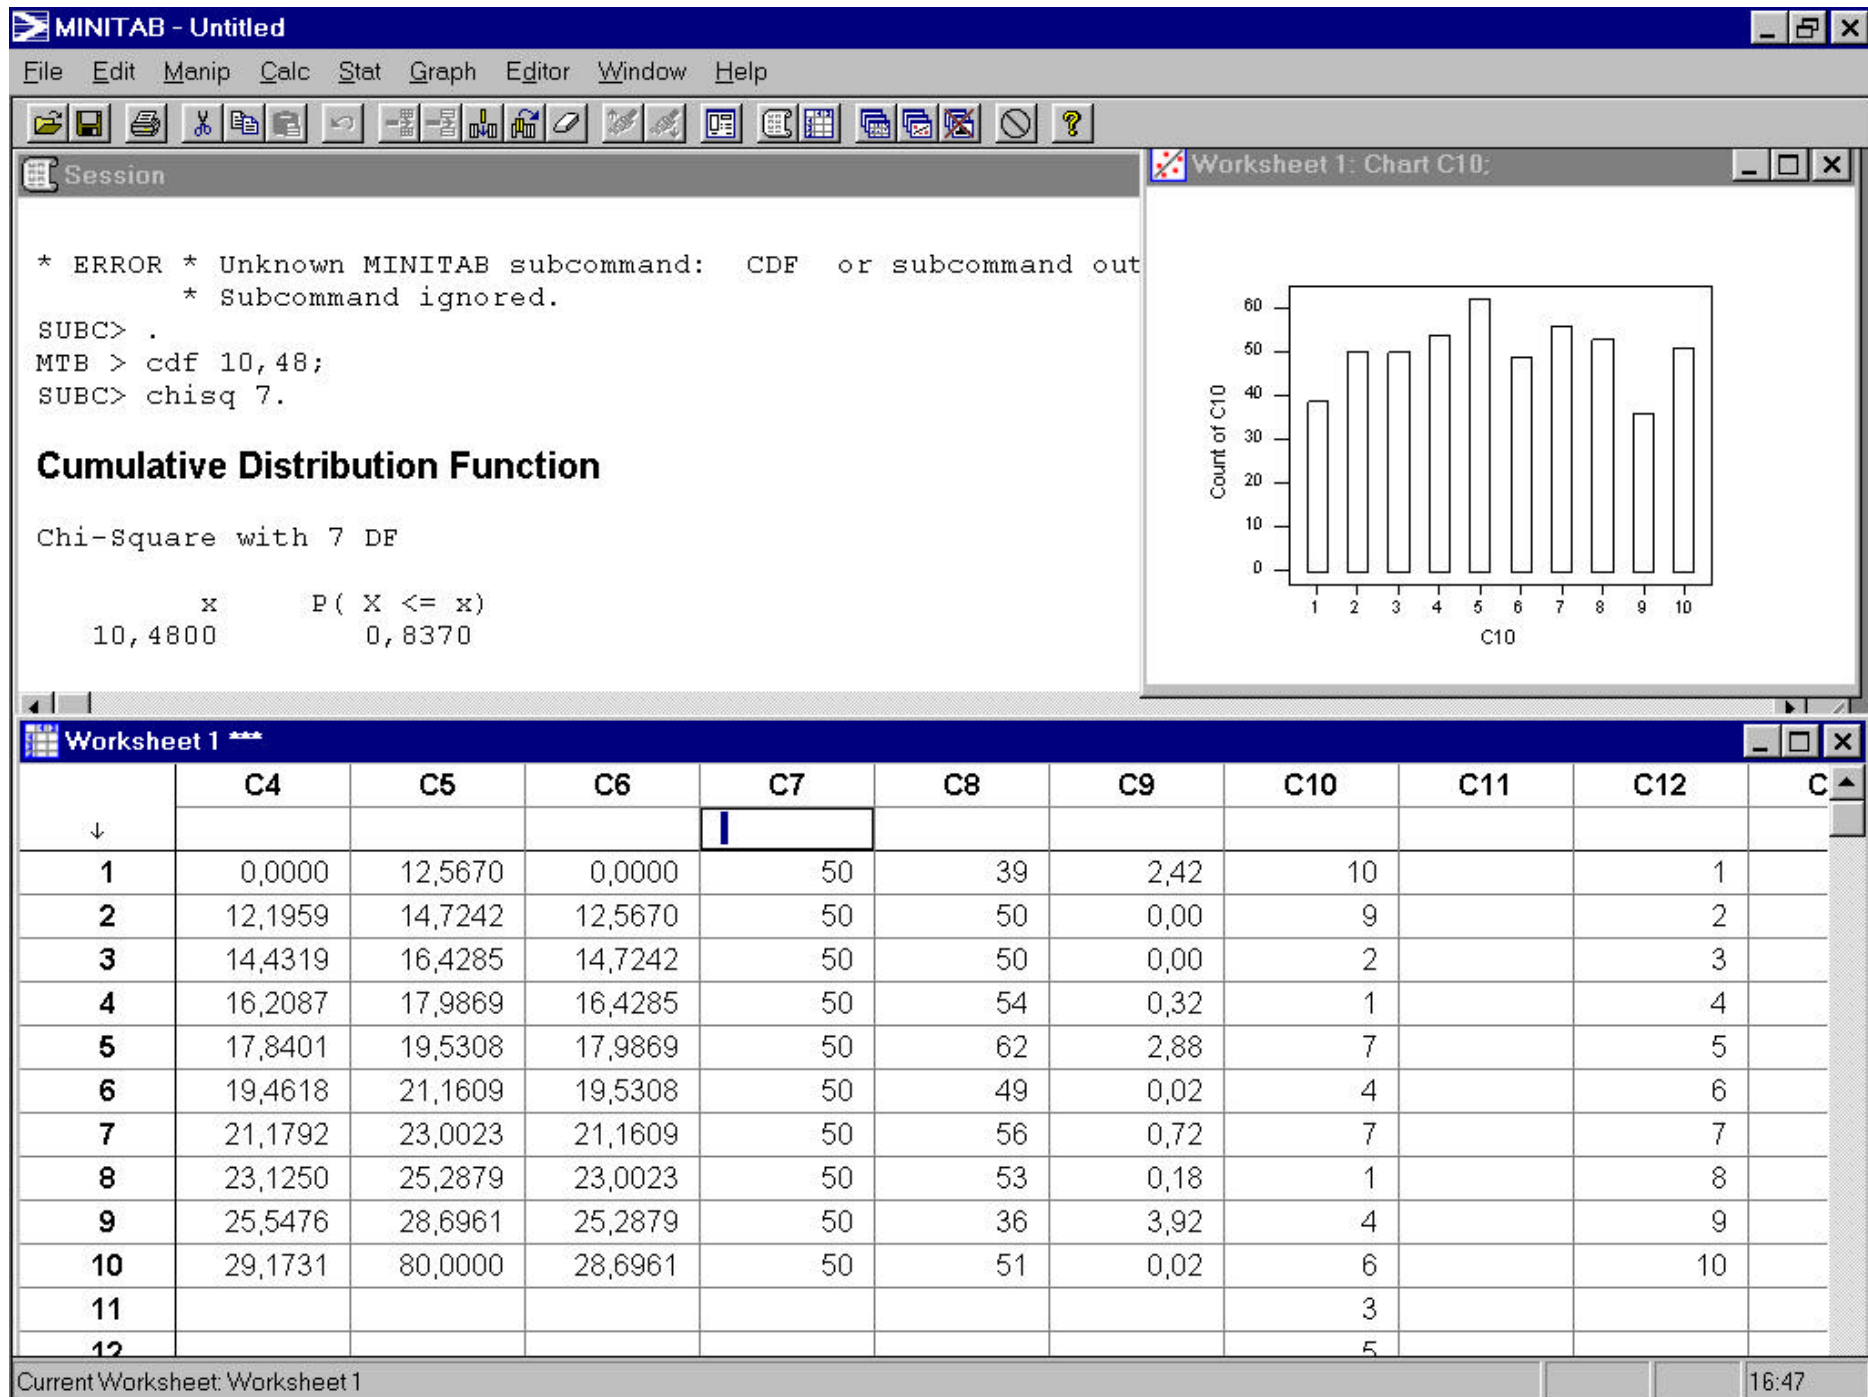 MINITAB - Untitled
File Edit Manip Calc Stat Graph Editor Window Help
Session
* ERROR * Unknown MINITAB subcommand: CDF or subcommand out
* Subcommand ignored.
SUBC> .
MTB > cdf 10,48;
SUBC> chisq 7.
Cumulative Distribution Function
Chi-Square with 7 DF
x P( X <= x)
10,4800 0,8370
Worksheet 1: Chart C10;
60
50
40
30
20
10
0
Count of C10
1 2 3 4 5 6 7 8 9 10
C10
Worksheet 1 ***
C4 C5 C6 C7 C8 C9 C10 C11 C12 C
↓
1 0,0000 12,5670 0,0000 50 39 2,42 10 1
2 12,1959 14,7242 12,5670 50 50 0,00 9 2
3 14,4319 16,4285 14,7242 50 50 0,00 2 3
4 16,2087 17,9869 16,4285 50 54 0,32 1 4
5 17,8401 19,5308 17,9869 50 62 2,88 7 5
6 19,4618 21,1609 19,5308 50 49 0,02 4 6
7 21,1792 23,0023 21,1609 50 56 0,72 7 7
8 23,1250 25,2879 23,0023 50 53 0,18 1 8
9 25,5476 28,6961 25,2879 50 36 3,92 4 9
10 29,1731 80,0000 28,6961 50 51 0,02 6 10
11 3
12 5
Current Worksheet: Worksheet 1 16:47